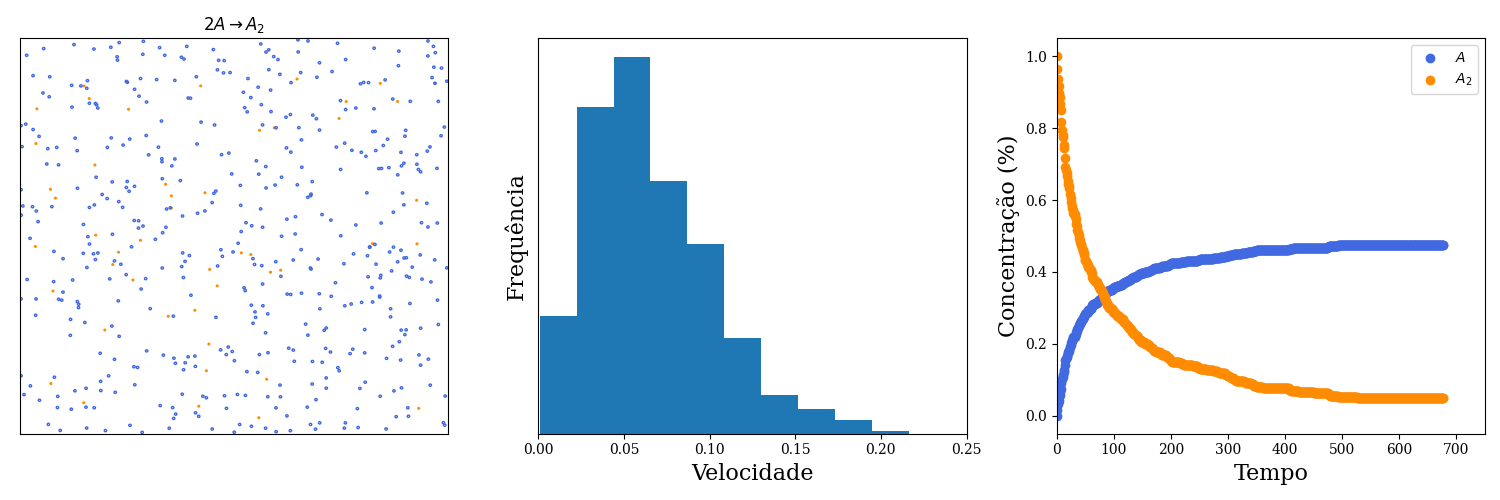 2A → A₂
Frequência
0.00 0.05 0.10 0.15 0.20 0.25
Velocidade
Concentração (%)
1.0
0.8
0.6
0.4
0.2
0.0
A
A₂
0 100 200 300 400 500 600 700
Tempo